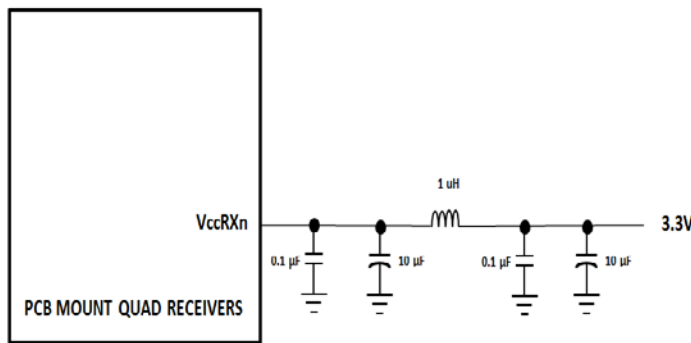 1 uH
VccRXn
3.3V
0.1 µF
10 µF
0.1 µF
10 µF
PCB MOUNT QUAD RECEIVERS